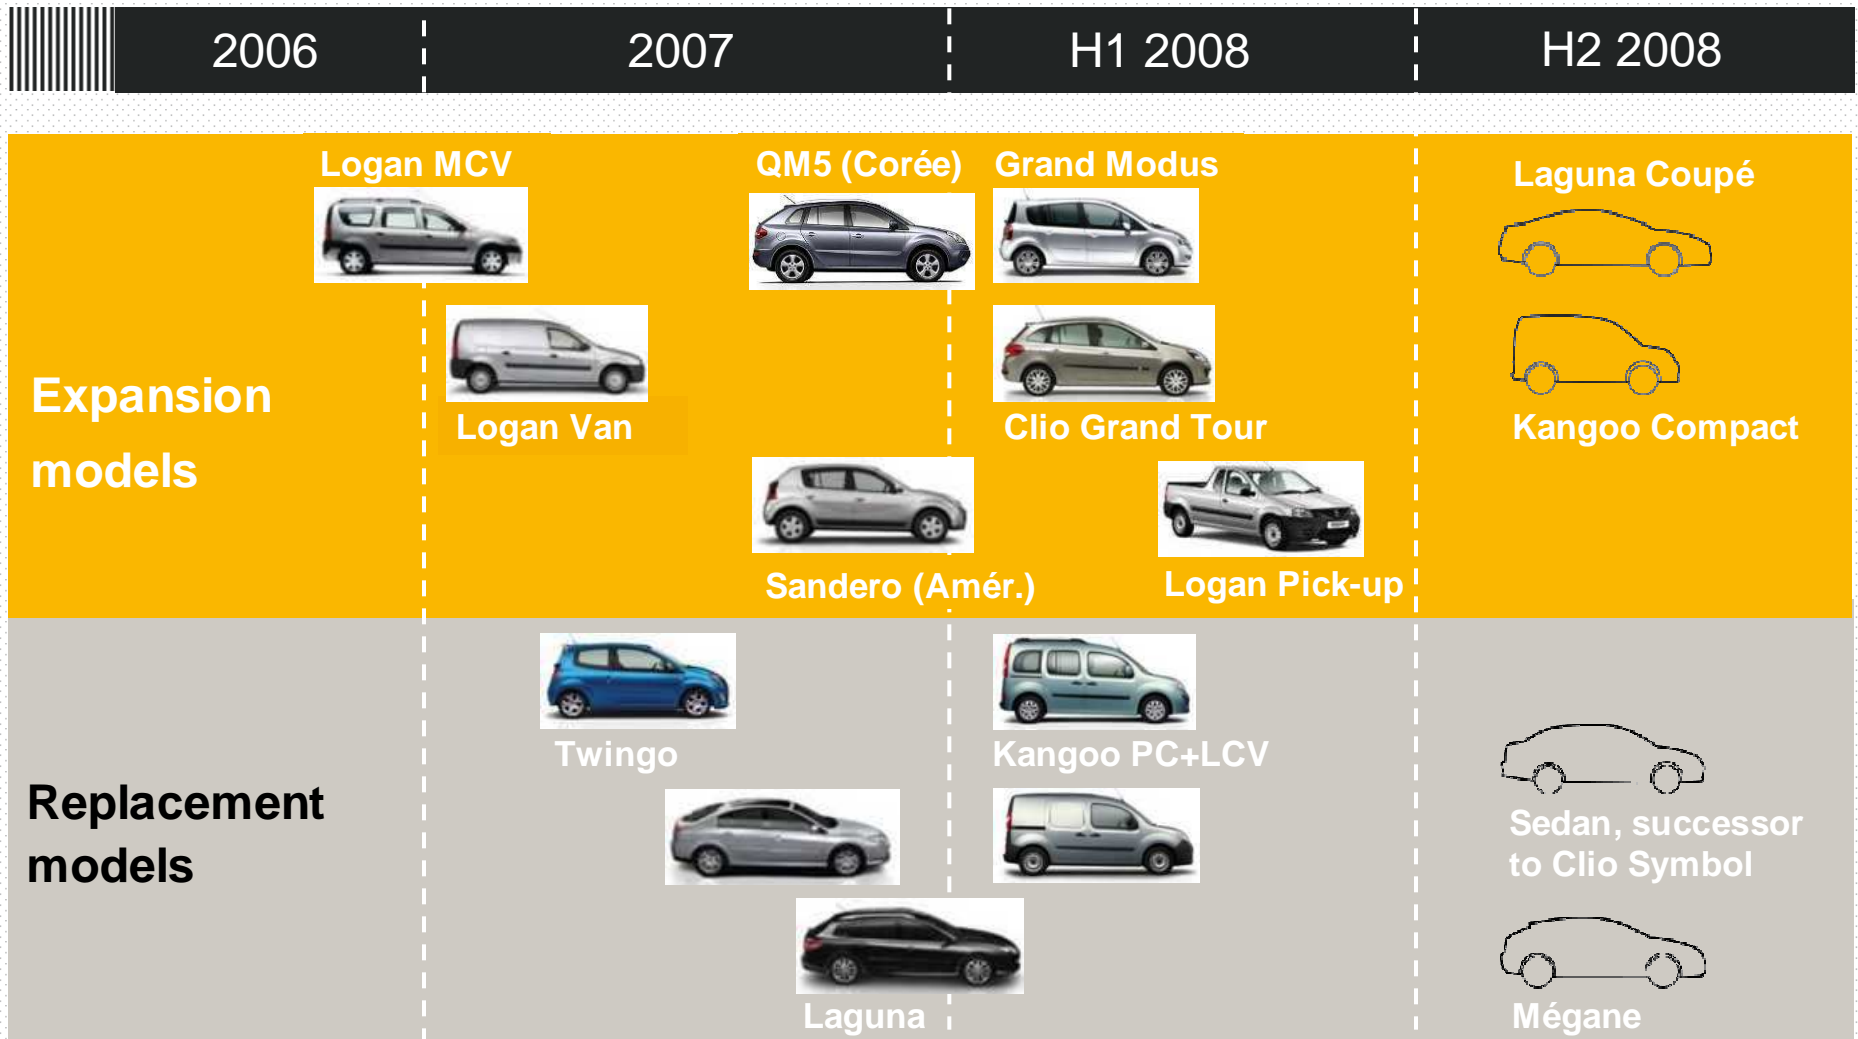 2006
2007
H1 2008
H2 2008
Logan MCV
QM5 (Corée)
Grand Modus
Laguna Coupé
Expansion
models
Logan Van
Clio Grand Tour
Kangoo Compact
Sandero (Amér.)
Logan Pick-up
Twingo
Kangoo PC+LCV
Replacement
models
Sedan, successor
to Clio Symbol
Laguna
Mégane